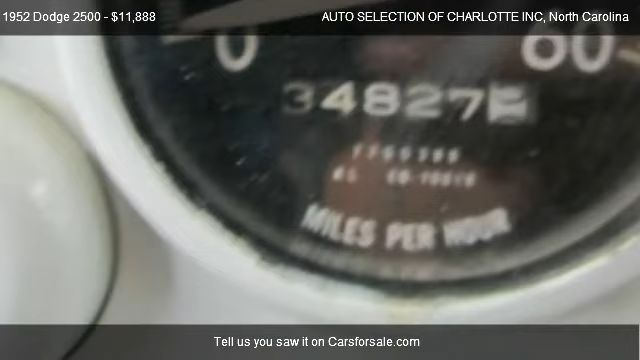 1952 Dodge 2500 - $11,888
AUTO SELECTION OF CHARLOTTE INC, North Carolina
0
60
34827
MILES PER HOUR
Tell us you saw it on Carsforsale.com